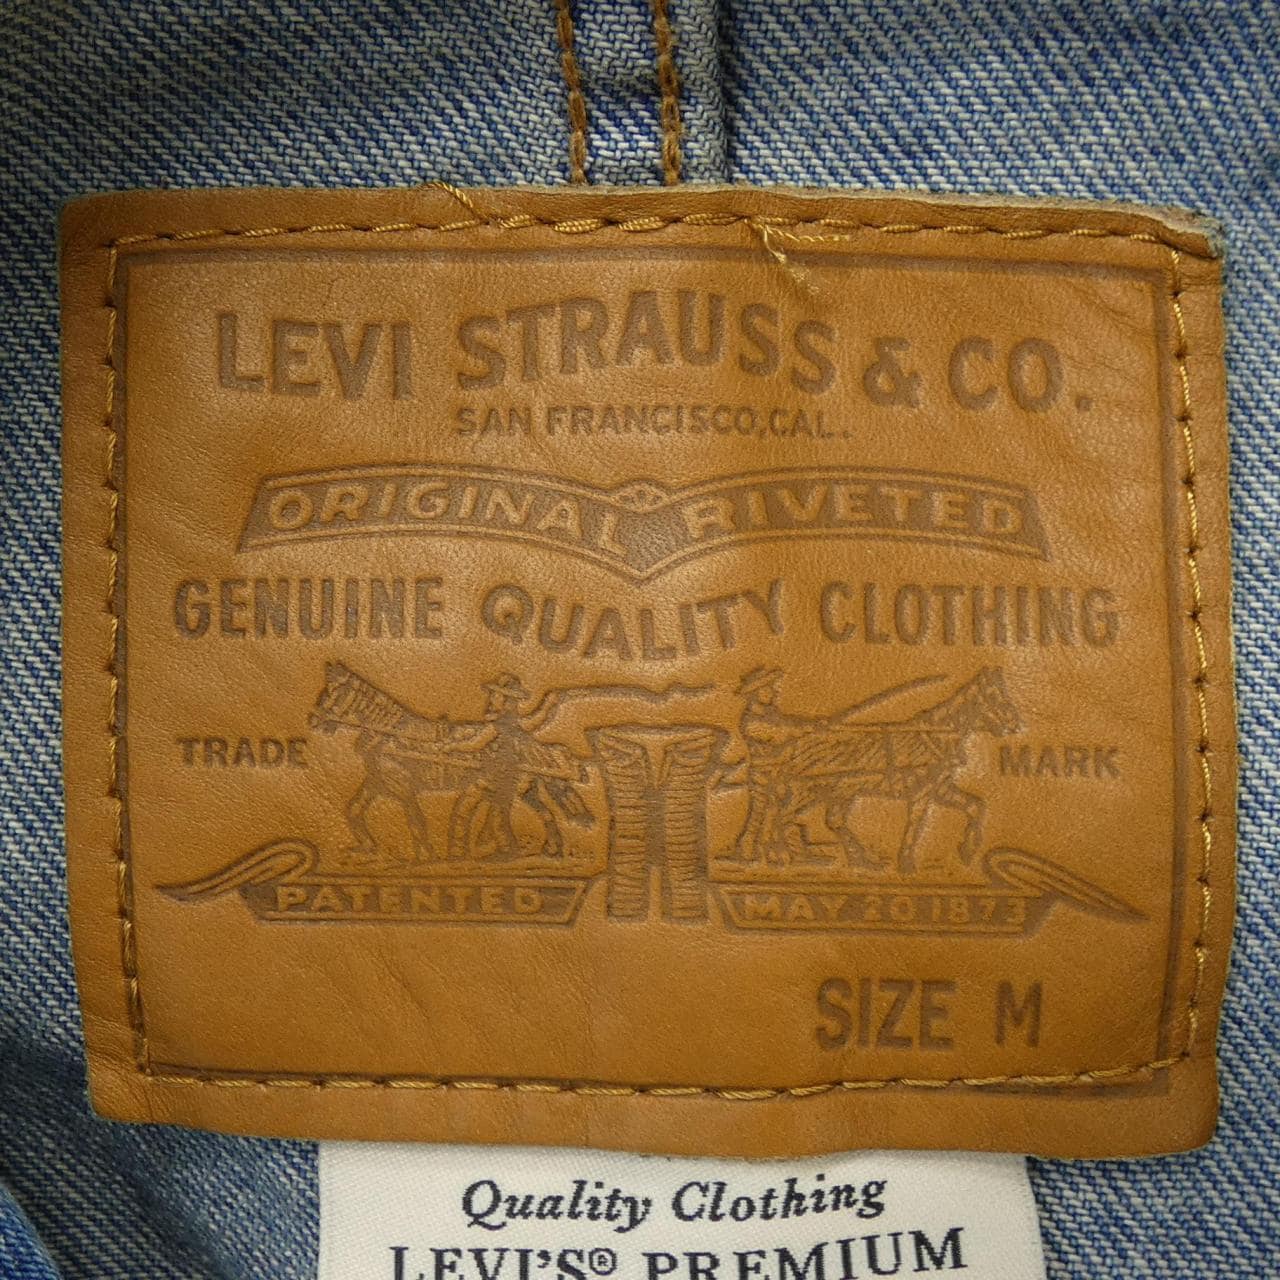 LEVI STRAUSS & CO.
SAN FRANCISCO, CAL.
ORIGINAL RIVETED
GENUINE QUALITY CLOTHING
TRADE MARK
PATENTED MAY 20 1873
SIZE M
Quality Clothing
LEVI'S® PREMIUM